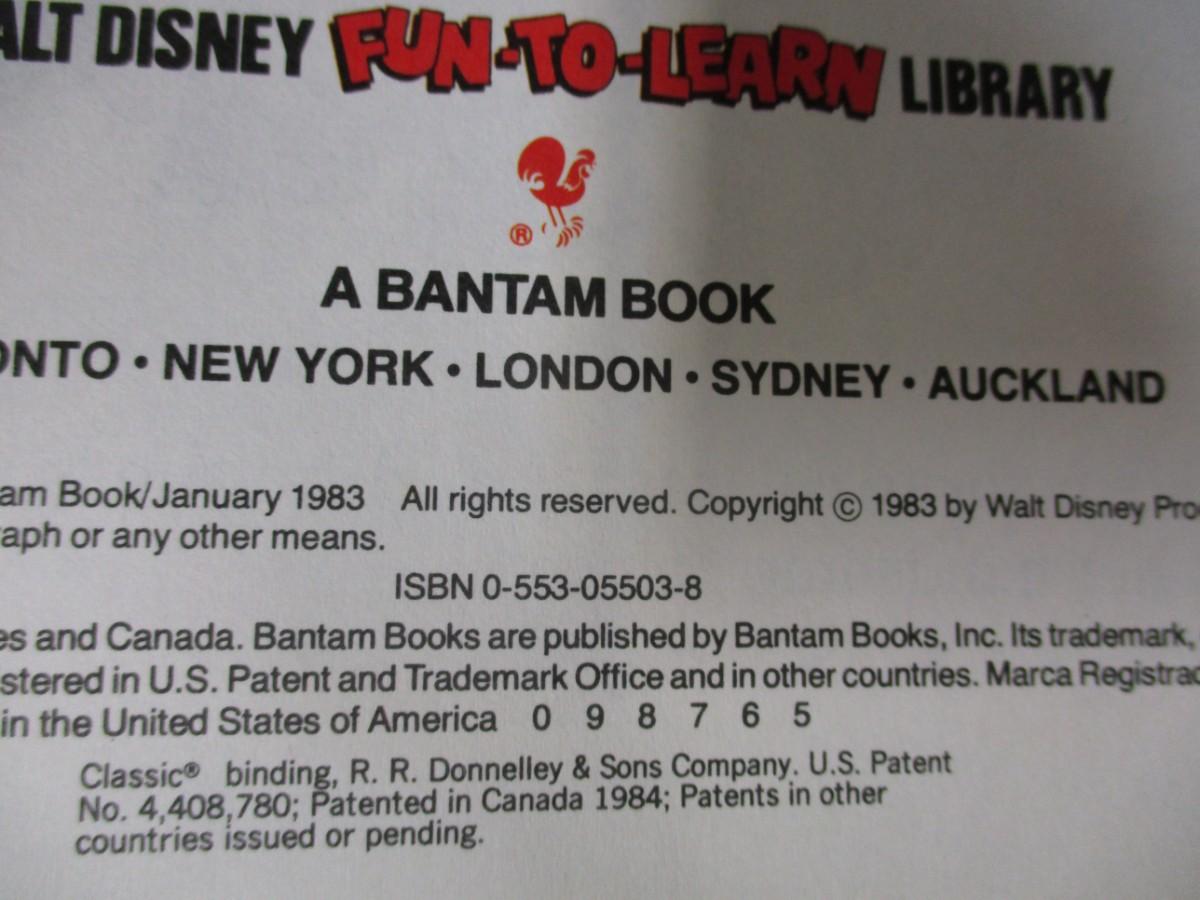 ALT DISNEY FUN-TO-LEARN LIBRARY
®
A BANTAM BOOK
ONTO • NEW YORK • LONDON • SYDNEY • AUCKLAND
am Book/January 1983 All rights reserved. Copyright © 1983 by Walt Disney Pro
aph or any other means.
ISBN 0-553-05503-8
es and Canada. Bantam Books are published by Bantam Books, Inc. Its trademark,
stered in U.S. Patent and Trademark Office and in other countries. Marca Registrad
in the United States of America 0 9 8 7 6 5
Classic® binding, R. R. Donnelley & Sons Company. U.S. Patent
No. 4,408,780; Patented in Canada 1984; Patents in other
countries issued or pending.